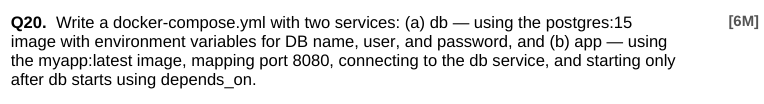 Q20. Write a docker-compose.yml with two services: (a) db — using the postgres:15 [6M]
image with environment variables for DB name, user, and password, and (b) app — using
the myapp:latest image, mapping port 8080, connecting to the db service, and starting only
after db starts using depends_on.